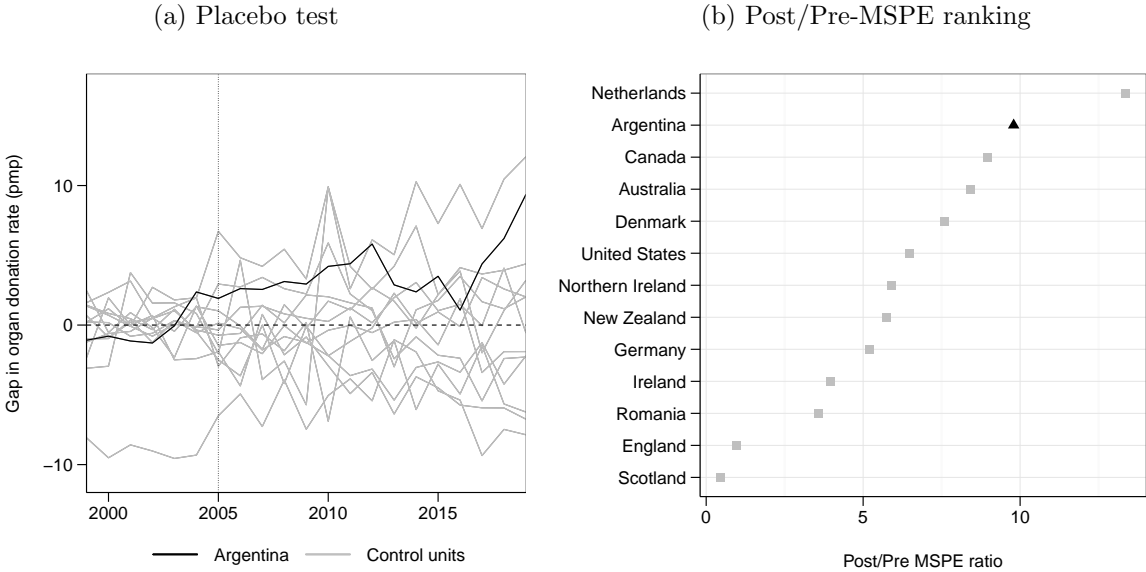 (a) Placebo test
Gap in organ donation rate (pmp)
10
0
−10
2000 2005 2010 2015
Argentina Control units
(b) Post/Pre-MSPE ranking
Netherlands
Argentina
Canada
Australia
Denmark
United States
Northern Ireland
New Zealand
Germany
Ireland
Romania
England
Scotland
0 5 10
Post/Pre MSPE ratio